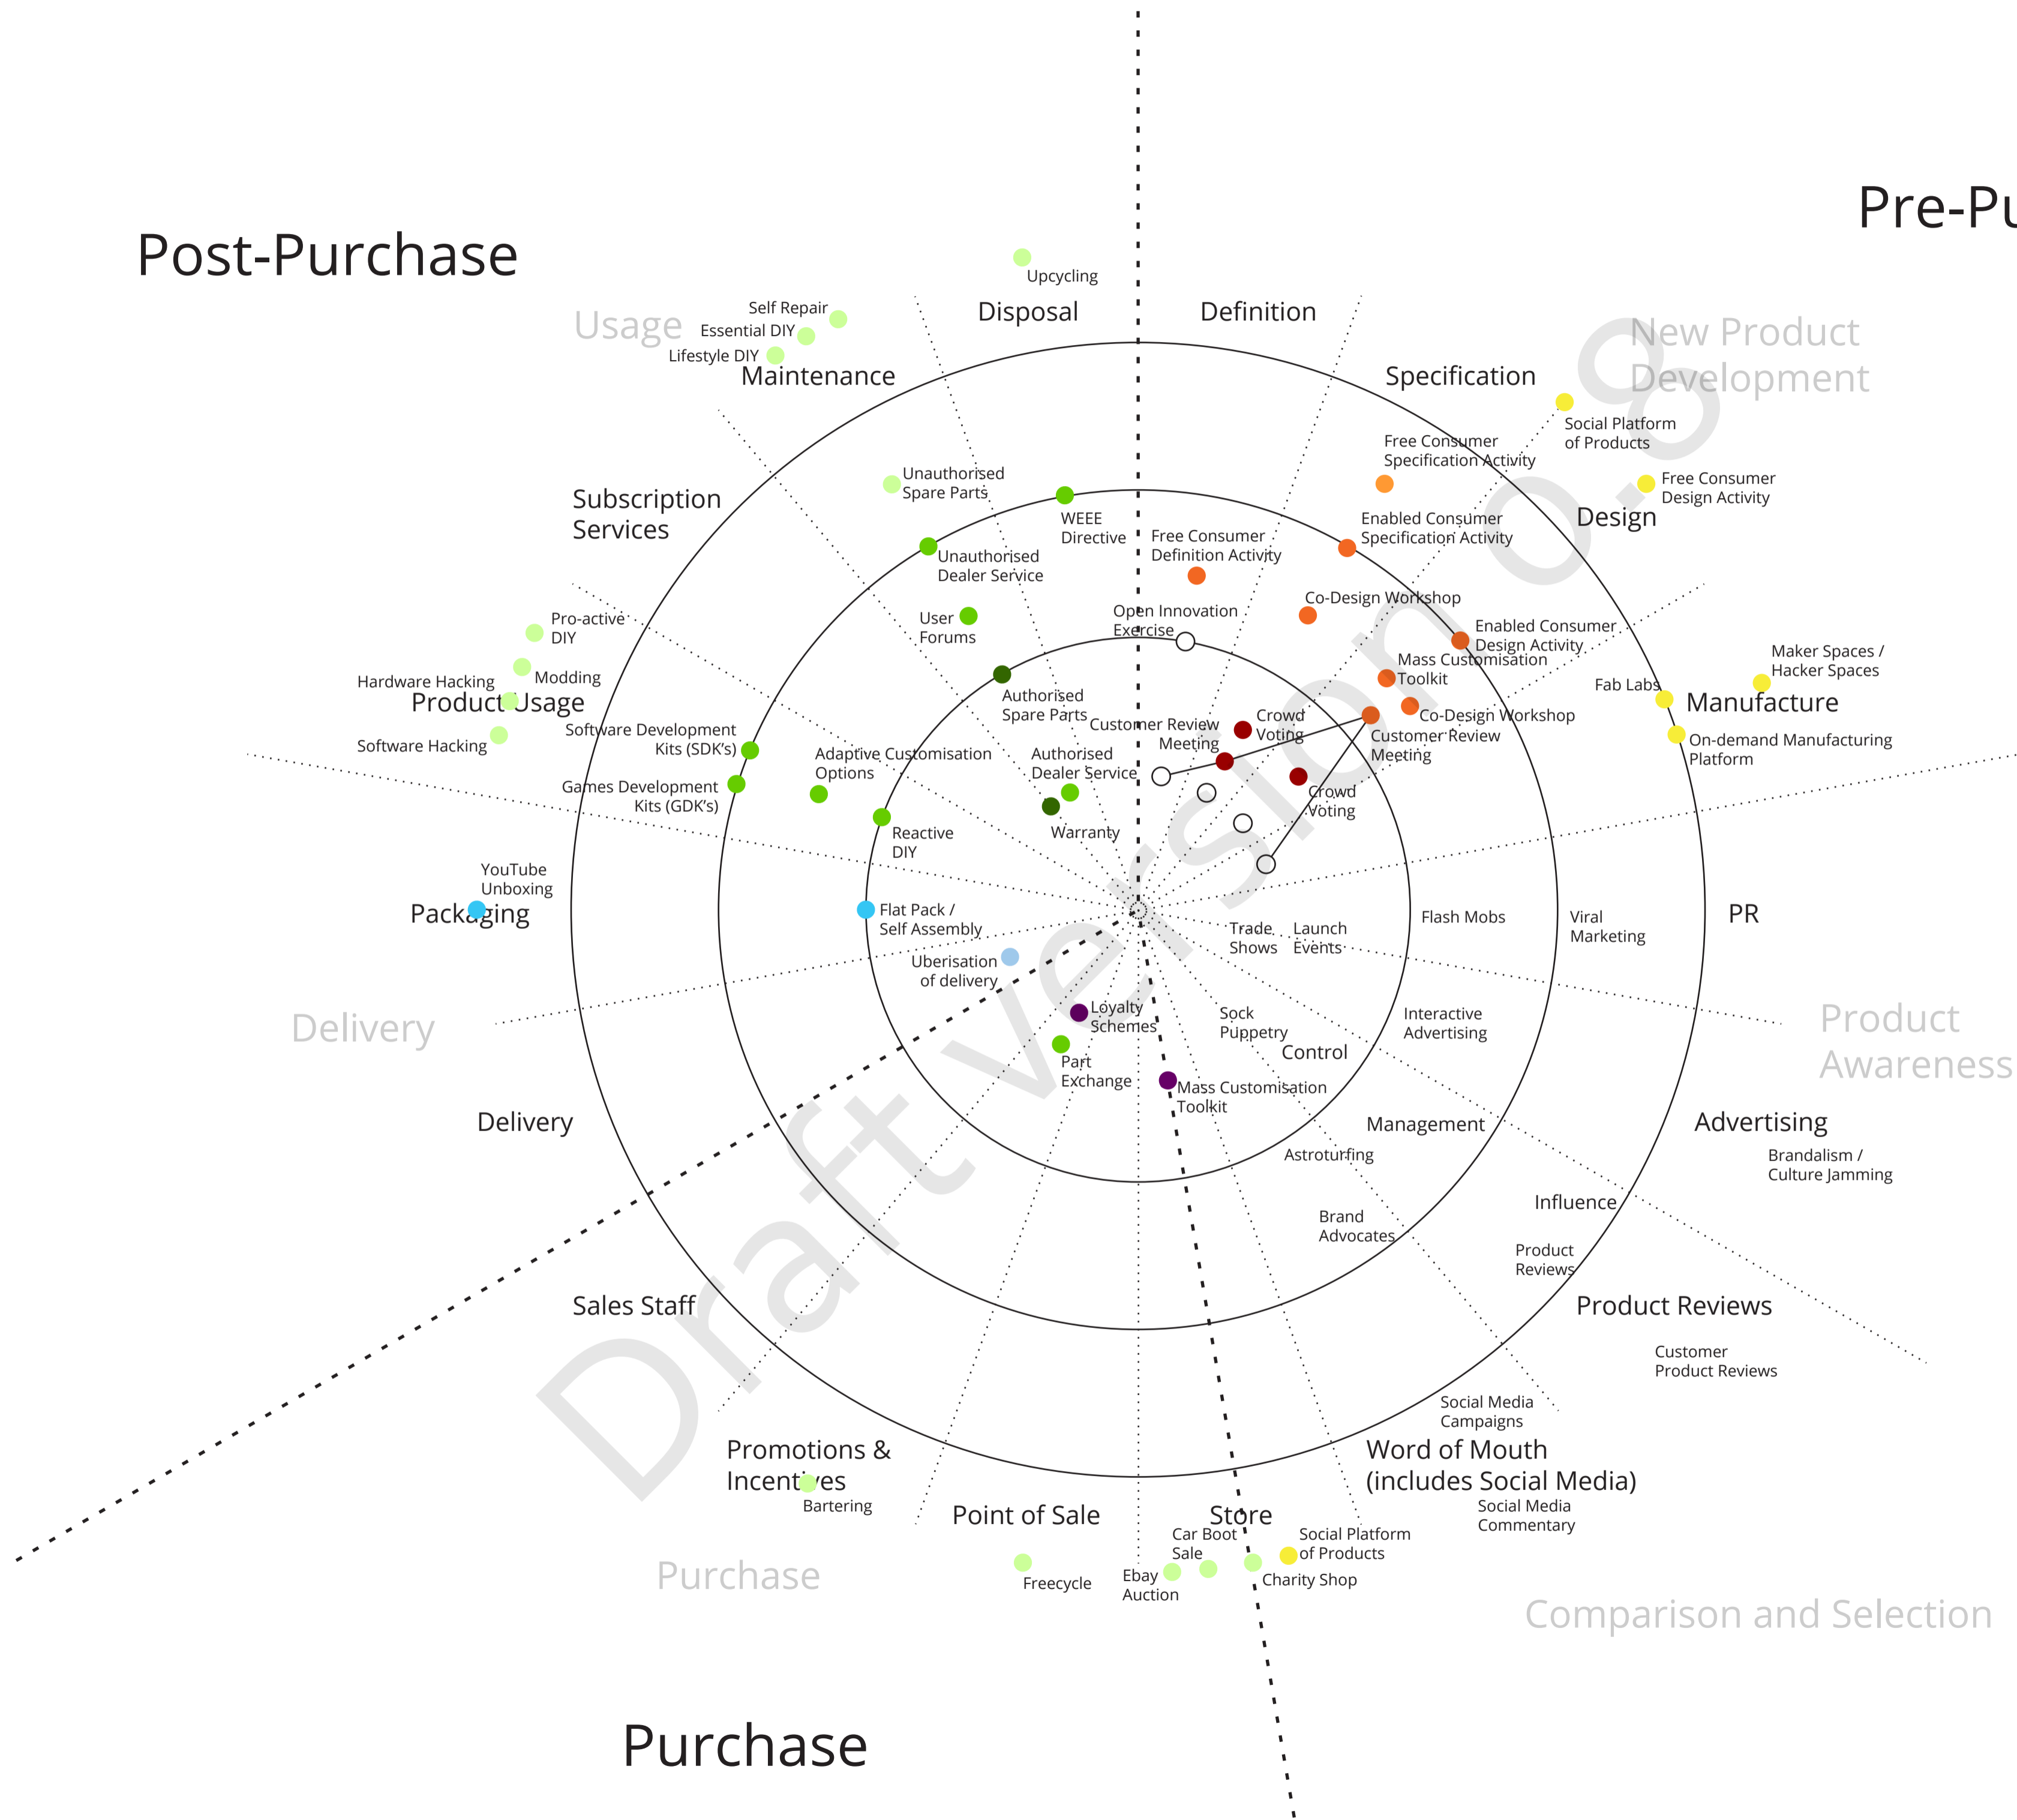 Pre-Pu
Post-Purchase
Upcycling
Disposal
Definition
Self Repair
Essential DIY
Lifestyle DIY
Usage
Maintenance
Specification
New Product
Development
Social Platform
of Products
Free Consumer
Specification Activity
Free Consumer
Design Activity
Design
Unauthorised
Spare Parts
Subscription
Services
WEEE
Directive
Enabled Consumer
Specification Activity
Free Consumer
Definition Activity
Unauthorised
Dealer Service
Co-Design Workshop
Open Innovation
Exercise
User
Forums
Pro-active
DIY
Enabled Consumer
Design Activity
Mass Customisation
Toolkit
Maker Spaces /
Hacker Spaces
Fab Labs
Manufacture
Hardware Hacking
Modding
Product Usage
Software Hacking
Authorised
Spare Parts
Co-Design Workshop
Customer Review
Meeting
Crowd
Voting
Customer Review
Meeting
On-demand Manufacturing
Platform
Software Development
Kits (SDK's)
Adaptive Customisation
Options
Authorised
Dealer Service
Games Development
Kits (GDK's)
Crowd
Voting
Warranty
Reactive
DIY
YouTube
Unboxing
Packaging
Flat Pack /
Self Assembly
Uberisation
of delivery
Trade
Shows
Launch
Events
Flash Mobs
Viral
Marketing
PR
Delivery
Loyalty
Schemes
Sock
Puppetry
Interactive
Advertising
Product
Awareness
Control
Part
Exchange
Mass Customisation
Toolkit
Delivery
Management
Advertising
Astroturfing
Brandalism /
Culture Jamming
Influence
Brand
Advocates
Product
Reviews
Sales Staff
Product Reviews
Customer
Product Reviews
Social Media
Campaigns
Promotions &
Incentives
Bartering
Word of Mouth
(includes Social Media)
Social Media
Commentary
Point of Sale
Store
Car Boot
Sale
Social Platform
of Products
Freecycle
Ebay
Auction
Charity Shop
Purchase
Comparison and Selection
Purchase
Draft version 0.8